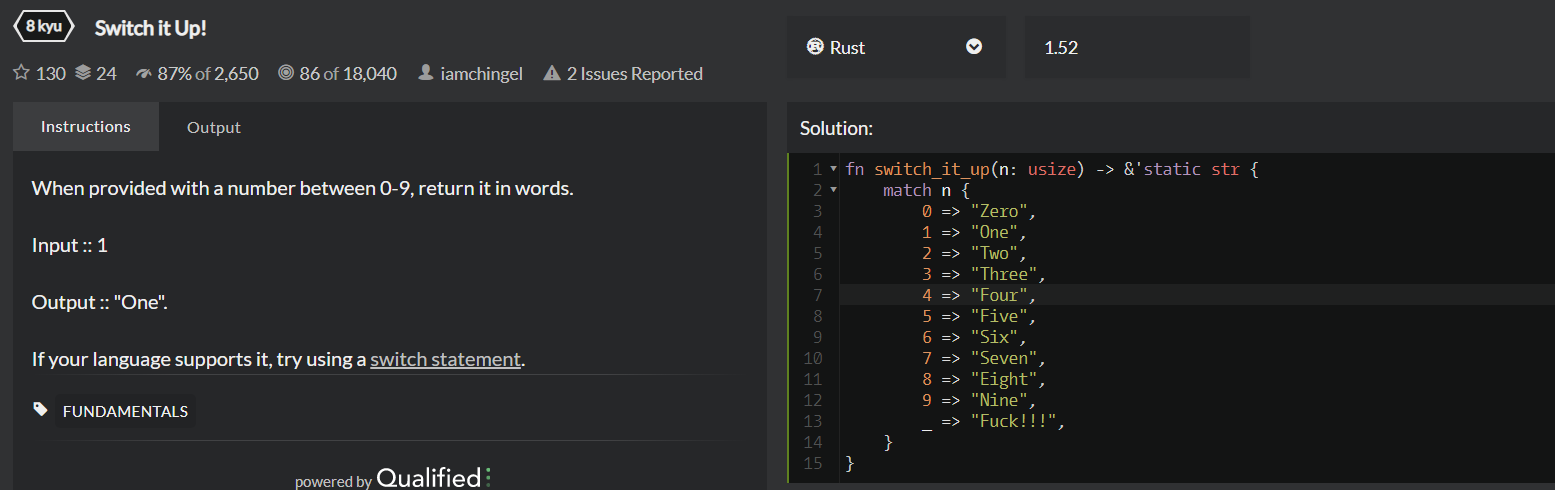 8 kyu Switch it Up!
130 24 87% of 2,650 86 of 18,040 iamchingel 2 Issues Reported
Rust 1.52
Instructions Output
When provided with a number between 0-9, return it in words.
Input :: 1
Output :: "One".
If your language supports it, try using a switch statement.
FUNDAMENTALS
powered by Qualified
Solution:
1 fn switch_it_up(n: usize) -> &'static str {
2     match n {
3         0 => "Zero",
4         1 => "One",
5         2 => "Two",
6         3 => "Three",
7         4 => "Four",
8         5 => "Five",
9         6 => "Six",
10         7 => "Seven",
11         8 => "Eight",
12         9 => "Nine",
13         _ => "Fuck!!!",
14     }
15 }